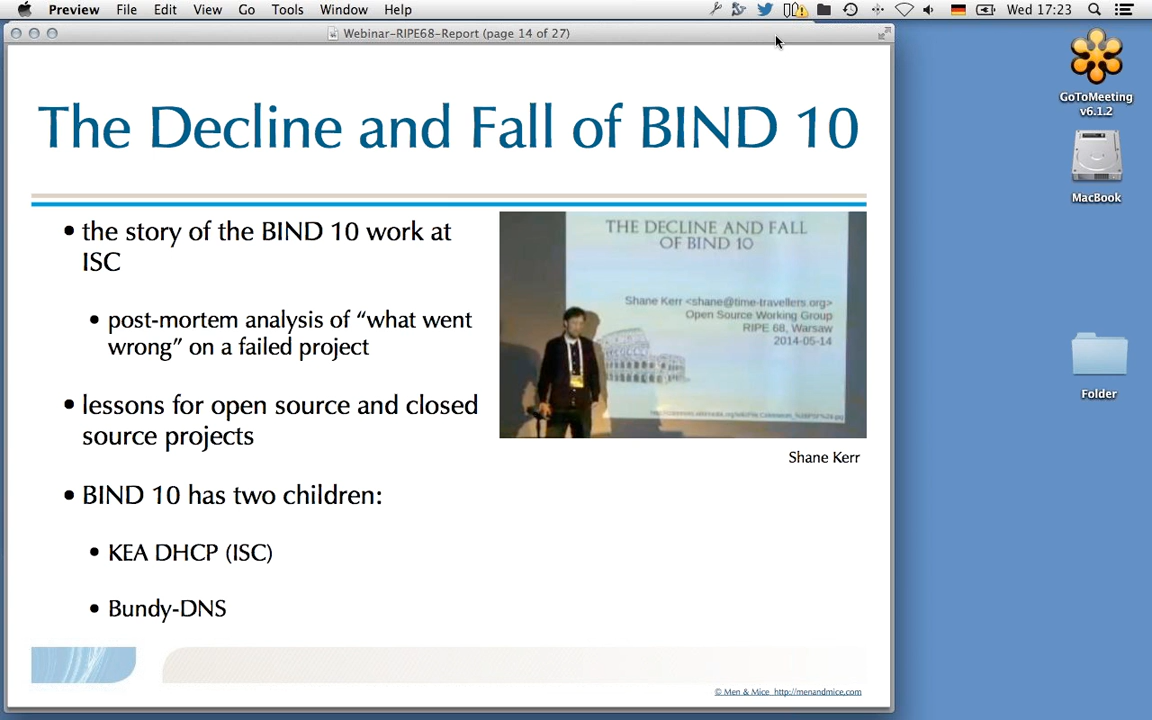 Preview File Edit View Go Tools Window Help Wed 17:23
Webinar-RIPE68-Report (page 14 of 27)
The Decline and Fall of BIND 10
• the story of the BIND 10 work at
ISC
• post-mortem analysis of “what went
wrong” on a failed project
• lessons for open source and closed
source projects
• BIND 10 has two children:
• KEA DHCP (ISC)
• Bundy-DNS
THE DECLINE AND FALL
OF BIND 10
Shane Kerr <shane@time-travellers.org>
Open Source Working Group
RIPE 68, Warsaw
2014-05-14
Shane Kerr
© Men & Mice http://menandmice.com
GoToMeeting
v6.1.2
MacBook
Folder